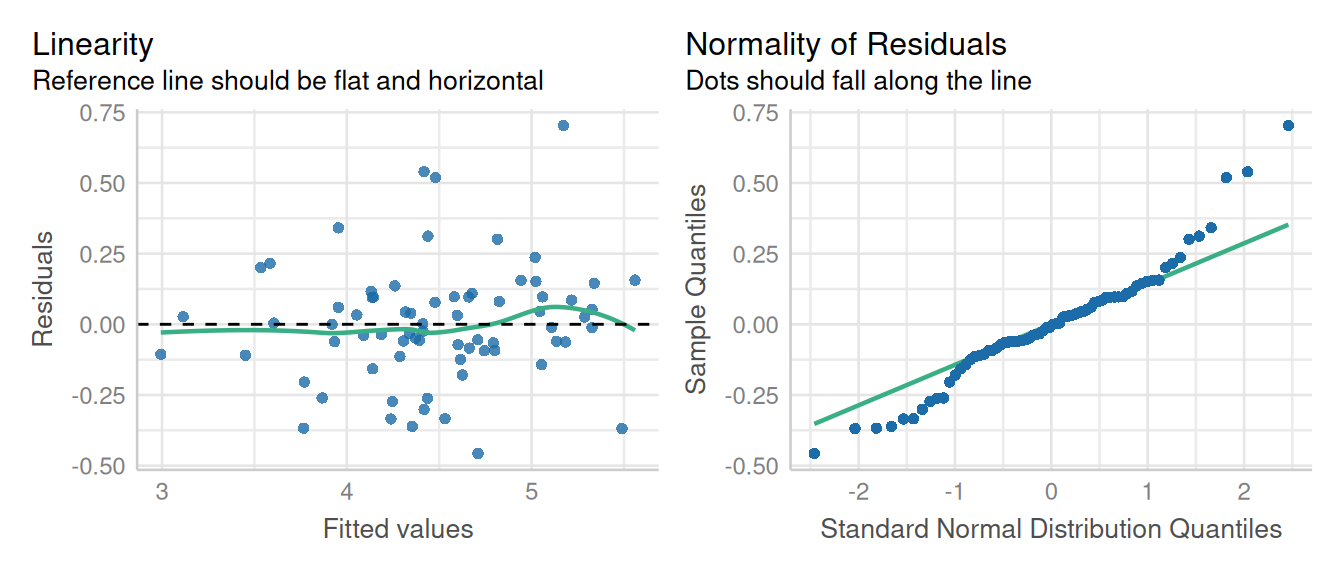 Linearity
Reference line should be flat and horizontal
0.75
0.50
0.25
0.00
-0.25
-0.50
Residuals
3
4
5
Fitted values
Normality of Residuals
Dots should fall along the line
0.75
0.50
0.25
0.00
-0.25
-0.50
Sample Quantiles
-2
-1
0
1
2
Standard Normal Distribution Quantiles